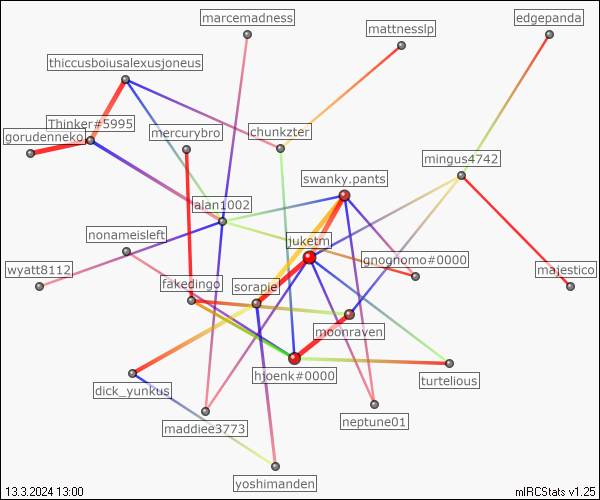 marcemadness
edgepanda
mattnesslp
thiccusboiusalexusjoneus
Thinker#5995
mercurybro
gorudenneko
chunkzter
mingus4742
swanky.pants
alan1002
nonameisleft
juketm
gnognomo#0000
wyatt8112
majestico
fakedingo
sorapie
moonraven
hjoenk#0000
turtelious
dick_yunkus
neptune01
maddiee3773
yoshimanden
13.3.2024 13:00
mIRCStats v1.25